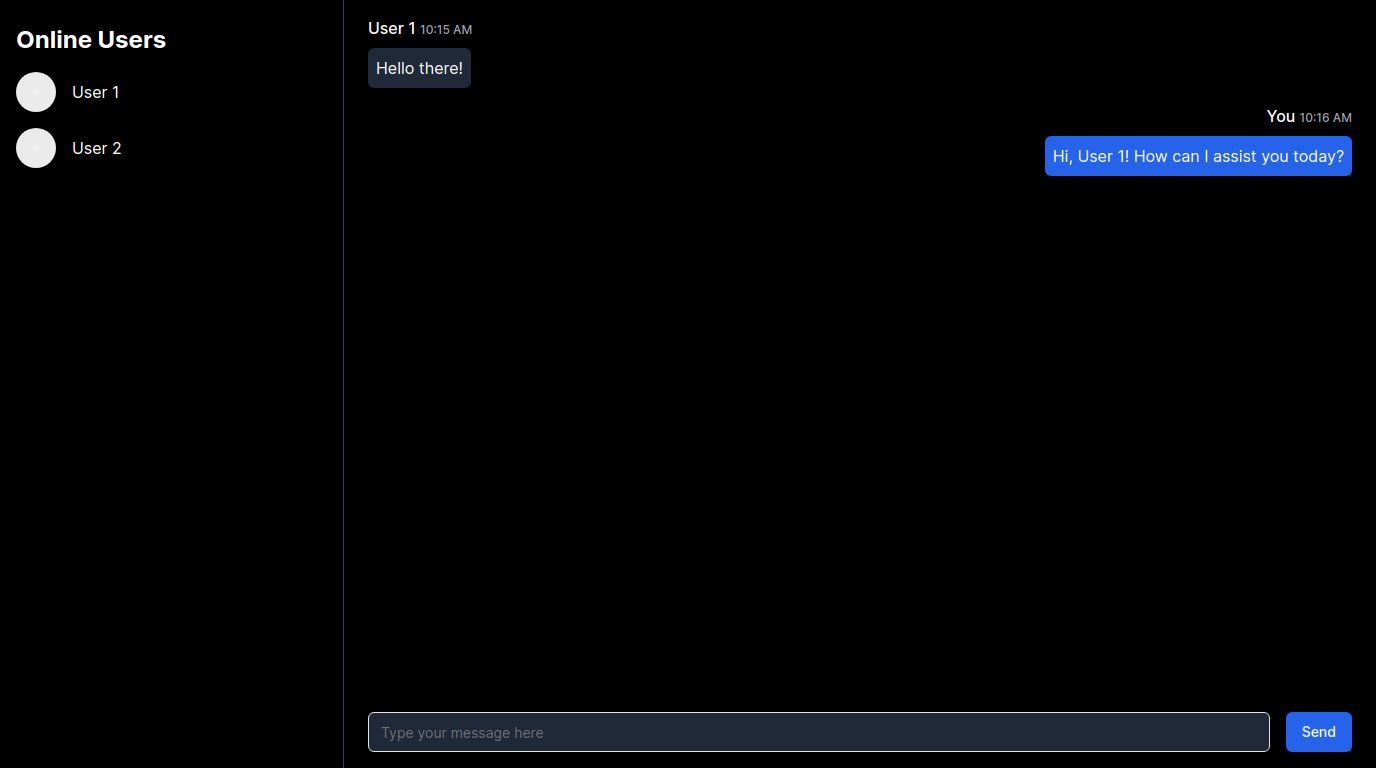 Online Users
User 1
User 2
User 1 10:15 AM
Hello there!
You 10:16 AM
Hi, User 1! How can I assist you today?
Type your message here
Send